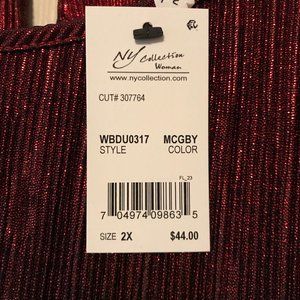 NY Collection
Woman
www.nycollection.com
CUT# 307764
WBDU0317 MCGBY
STYLE COLOR
FL_23
7 04974 09863 5
SIZE 2X $44.00